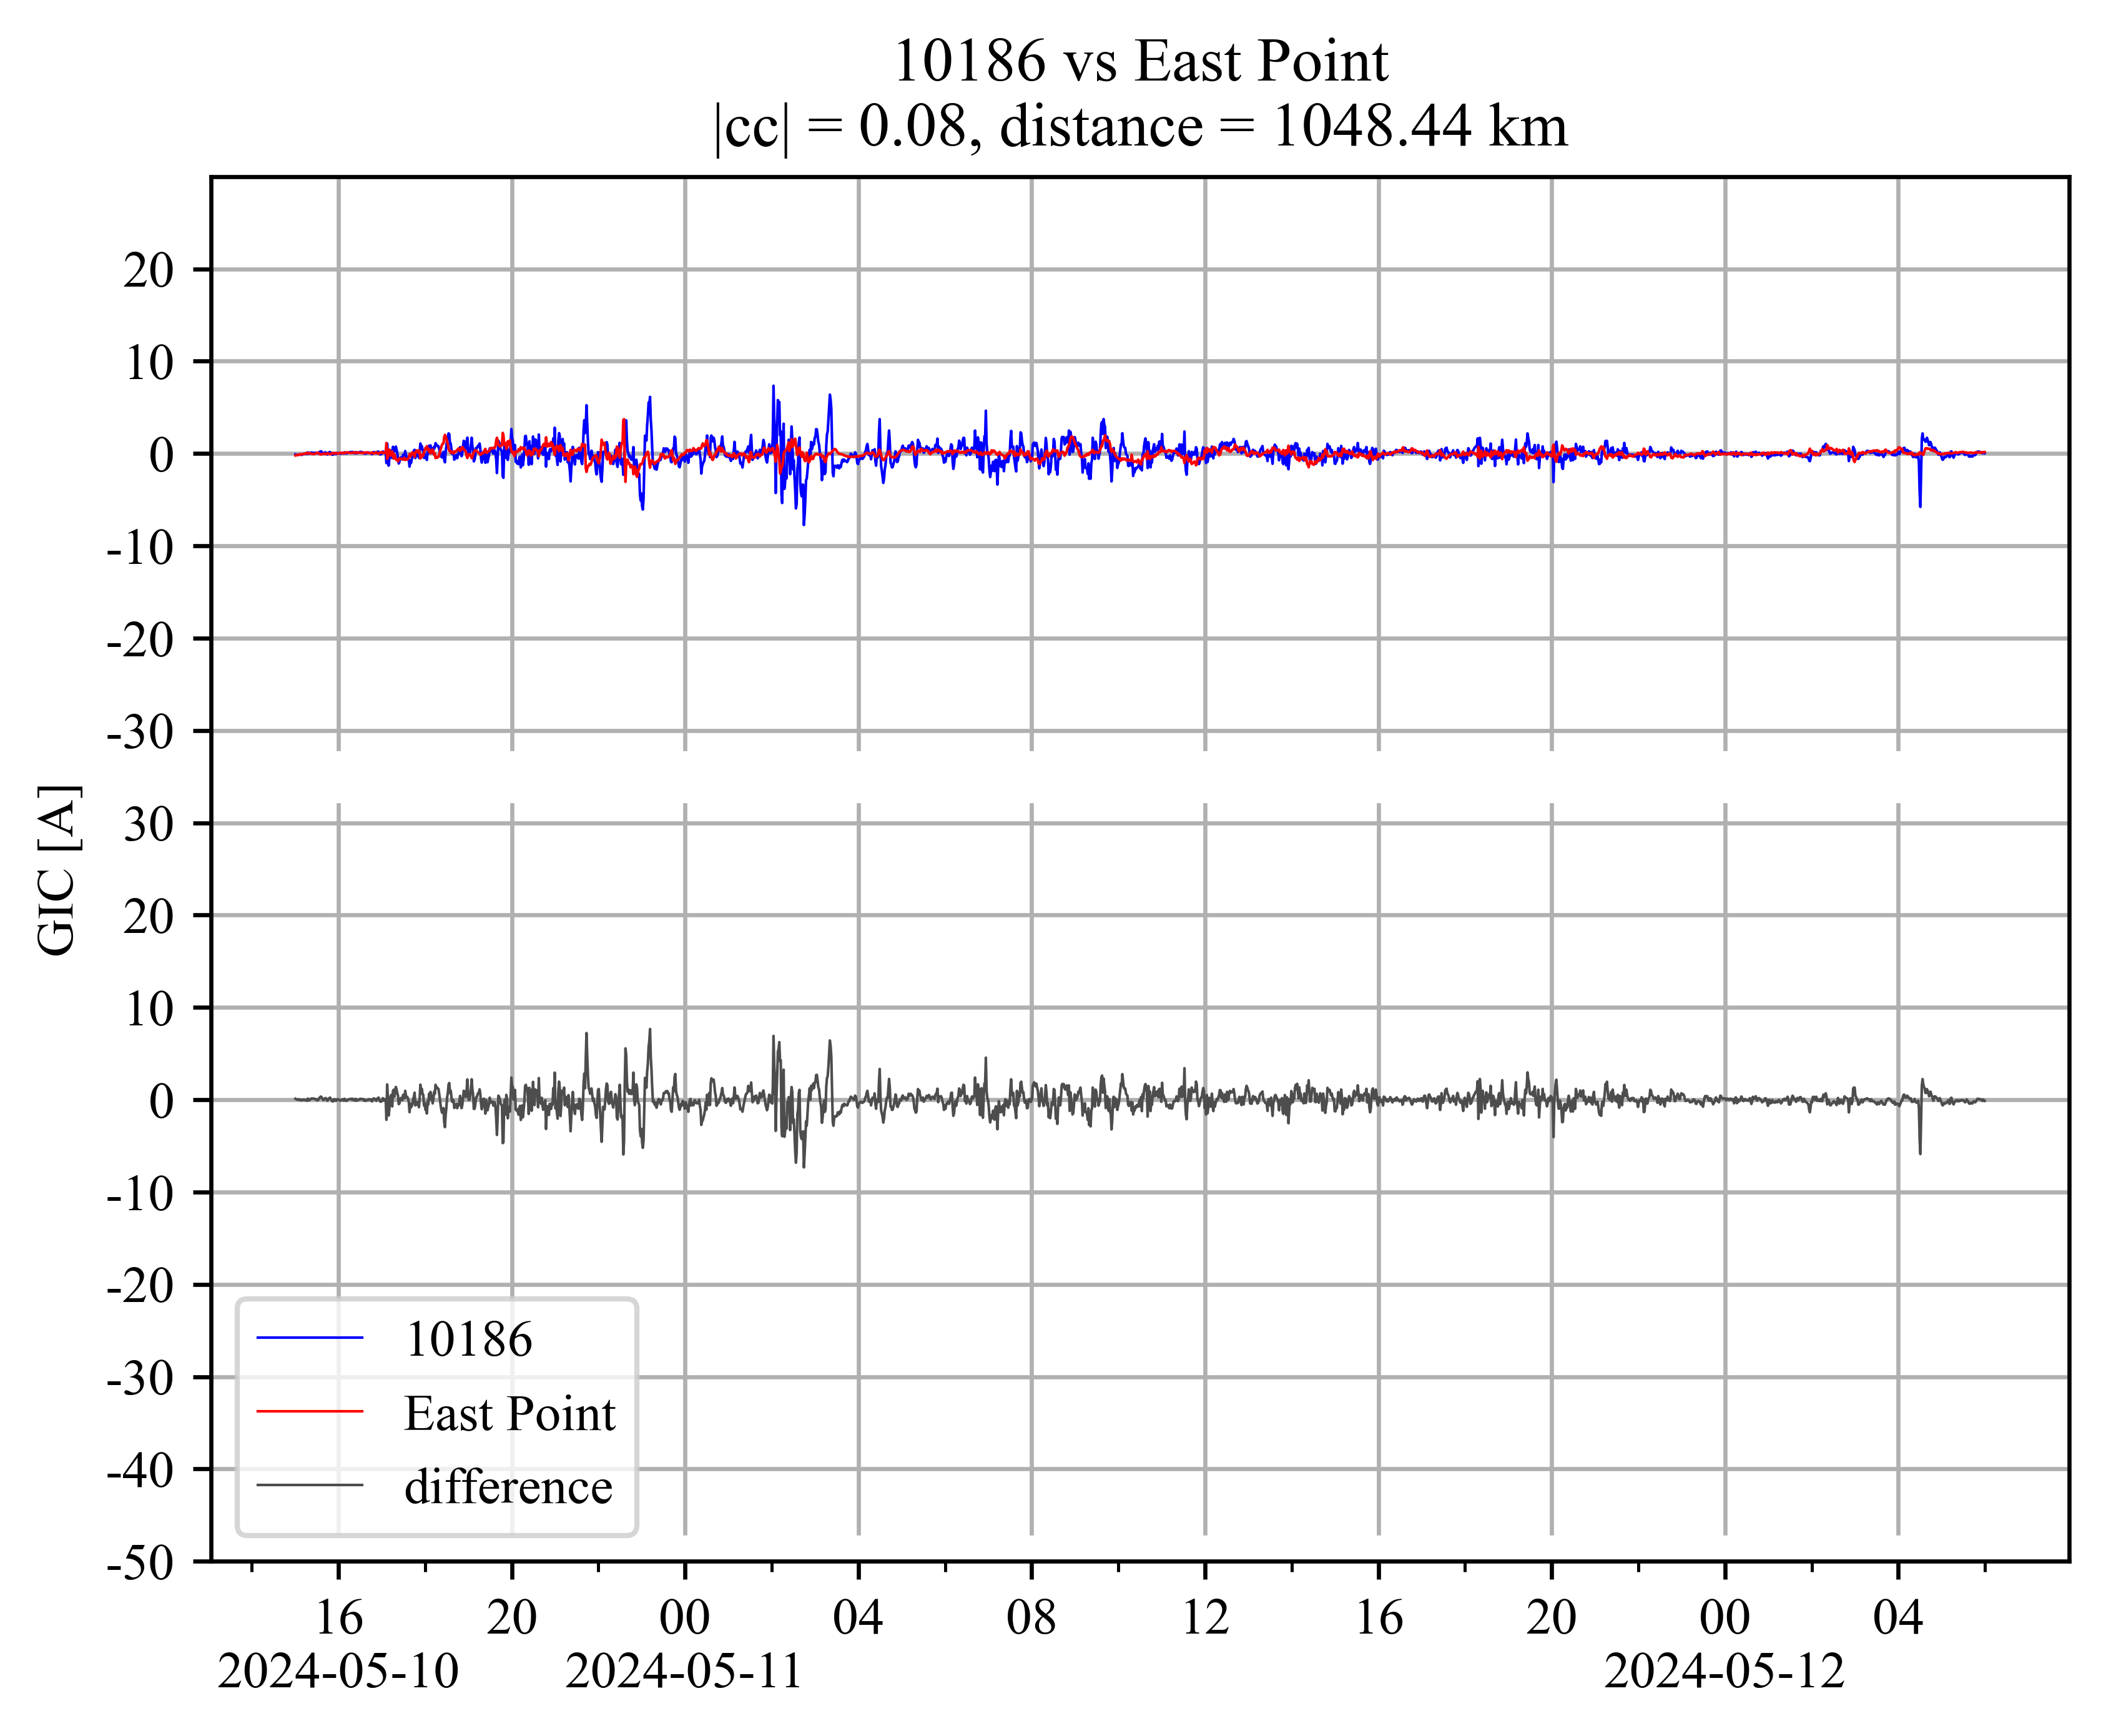 10186 vs East Point
|cc| = 0.08, distance = 1048.44 km
GIC [A]
20
10
0
-10
-20
-30
30
20
10
0
-10
-20
-30
-40
-50
10186
East Point
difference
16 20 00 04 08 12 16 20 00 04
2024-05-10 2024-05-11 2024-05-12